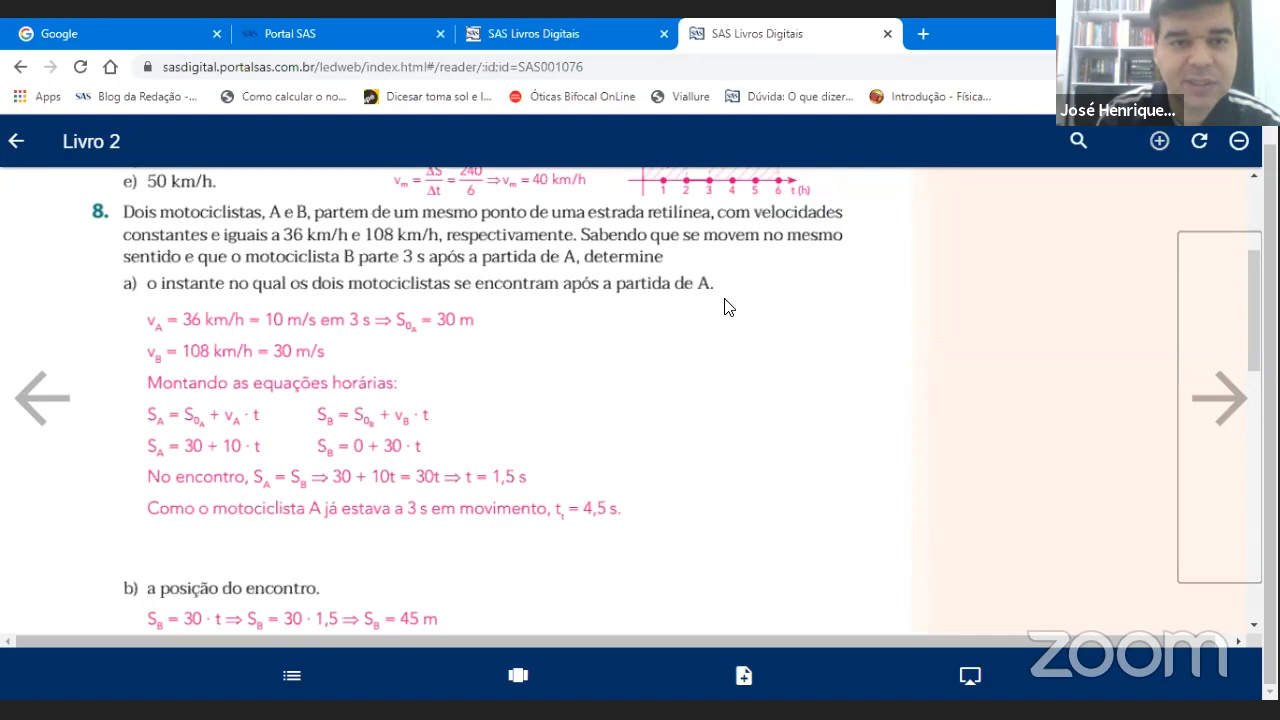 Google
Portal SAS
SAS Livros Digitais
SAS Livros Digitais
sasdigital.portalsas.com.br/ledweb/index.html#/reader/:id:id=SAS001076
Apps
SAS Blog da Redação -...
Como calcular o no...
Dicesar toma sol e l...
Óticas Bifocal OnLine
Viallure
Dúvida: O que dizer...
Introdução - Física...
José Henrique...
Livro 2
e) 50 km/h.
vm = ΔS/Δt = 240/6 ⇒ vm = 40 km/h
1 2 3 4 5 6 t (h)
8. Dois motociclistas, A e B, partem de um mesmo ponto de uma estrada retilínea, com velocidades
constantes e iguais a 36 km/h e 108 km/h, respectivamente. Sabendo que se movem no mesmo
sentido e que o motociclista B parte 3 s após a partida de A, determine
a) o instante no qual os dois motociclistas se encontram após a partida de A.
vA = 36 km/h = 10 m/s em 3 s ⇒ S0A = 30 m
vB = 108 km/h = 30 m/s
Montando as equações horárias:
SA = S0A + vA · t SB = S0B + vB · t
SA = 30 + 10 · t SB = 0 + 30 · t
No encontro, SA = SB ⇒ 30 + 10t = 30t ⇒ t = 1,5 s
Como o motociclista A já estava a 3 s em movimento, tt = 4,5 s.
b) a posição do encontro.
SB = 30 · t ⇒ SB = 30 · 1,5 ⇒ SB = 45 m
zoom